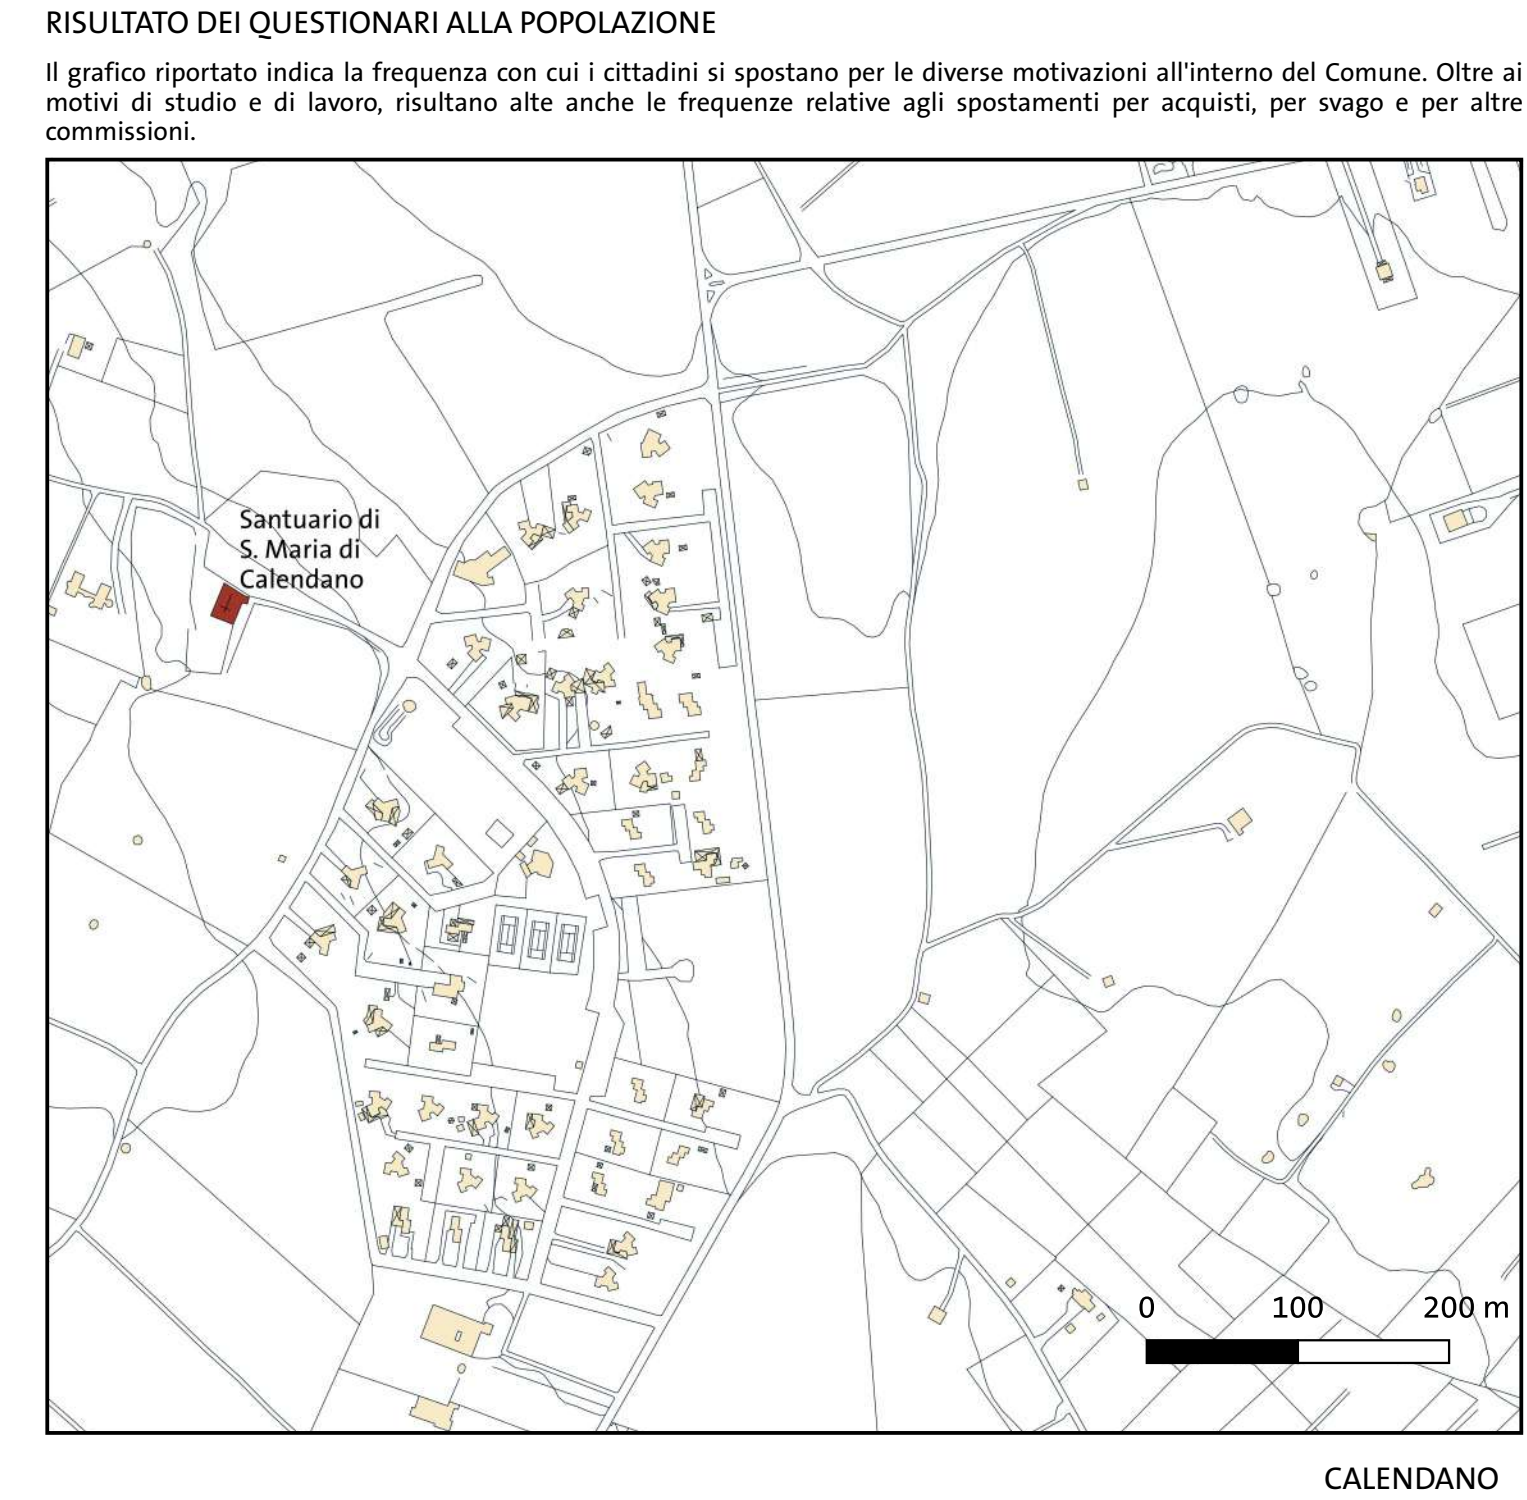 RISULTATO DEI QUESTIONARI ALLA POPOLAZIONE
Il grafico riportato indica la frequenza con cui i cittadini si spostano per le diverse motivazioni all'interno del Comune. Oltre ai
motivi di studio e di lavoro, risultano alte anche le frequenze relative agli spostamenti per acquisti, per svago e per altre
commissioni.
Santuario di
S. Maria di
Calendano
0 100 200 m
CALENDANO